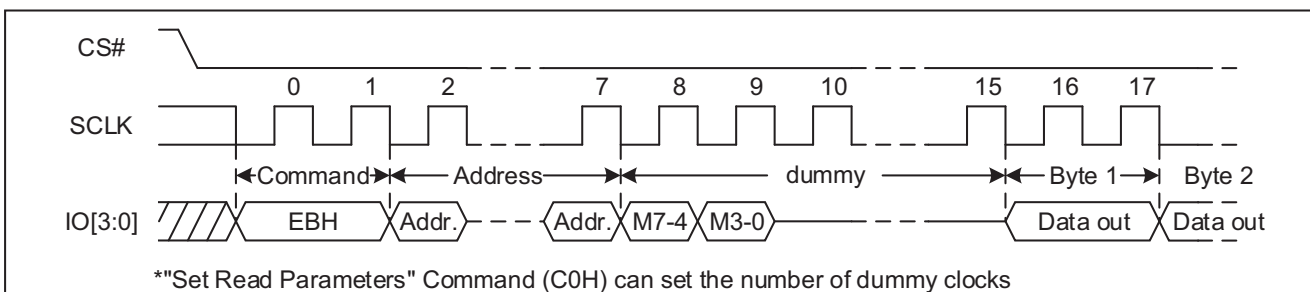 CS#
0 1 2 7 8 9 10 15 16 17
SCLK
Command Address dummy Byte 1 Byte 2
IO[3:0] EBH Addr. Addr. M7-4 M3-0 Data out Data out
*"Set Read Parameters" Command (C0H) can set the number of dummy clocks